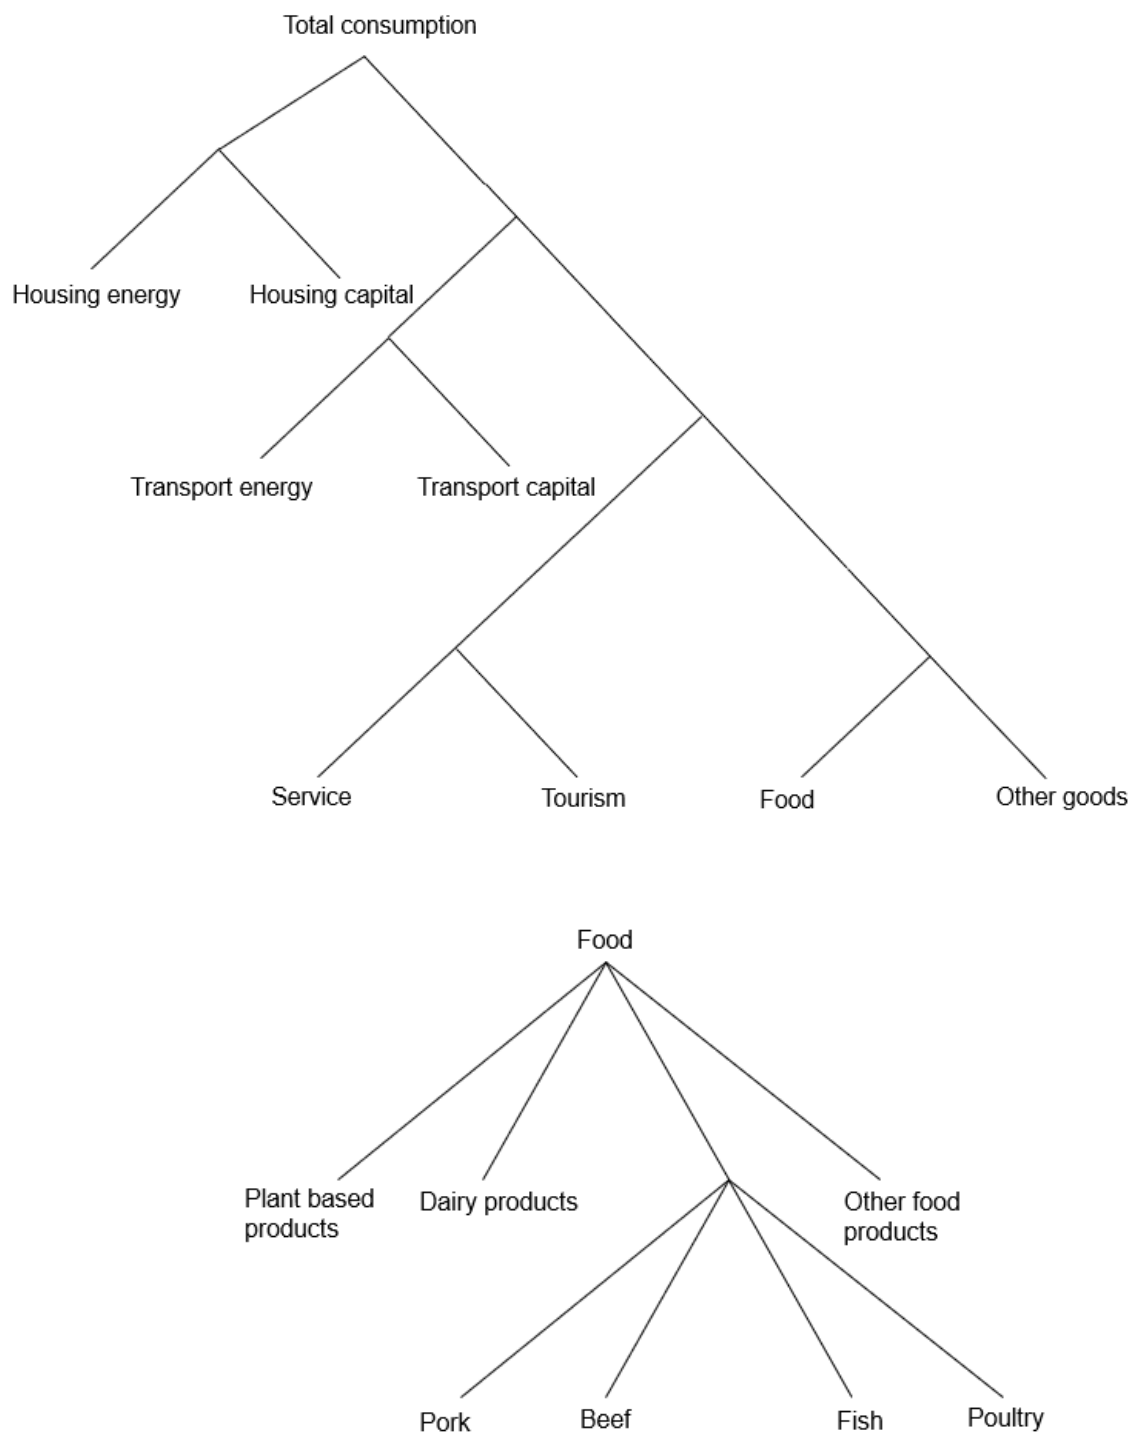 Total consumption
Housing energy
Housing capital
Transport energy
Transport capital
Service
Tourism
Food
Other goods
Food
Plant based
products
Dairy products
Other food
products
Pork
Beef
Fish
Poultry